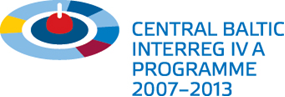 CENTRAL BALTIC
INTERREG IV A
PROGRAMME
2007–2013